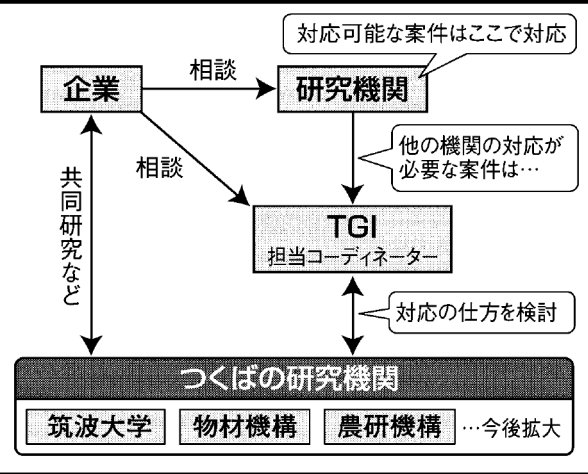 対応可能な案件はここで対応
企業
相談
研究機関
他の機関の対応が
必要な案件は…
相談
共同研究など
TGI
担当コーディネーター
対応の仕方を検討
つくばの研究機関
筑波大学 物材機構 農研機構 …今後拡大